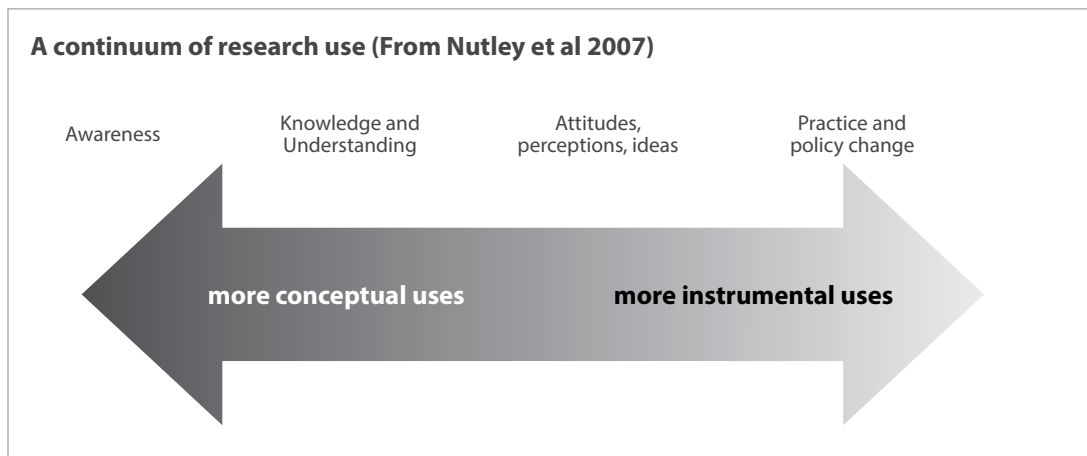 A continuum of research use (From Nutley et al 2007)
Awareness
Knowledge and
Understanding
Attitudes,
perceptions, ideas
Practice and
policy change
more conceptual uses
more instrumental uses